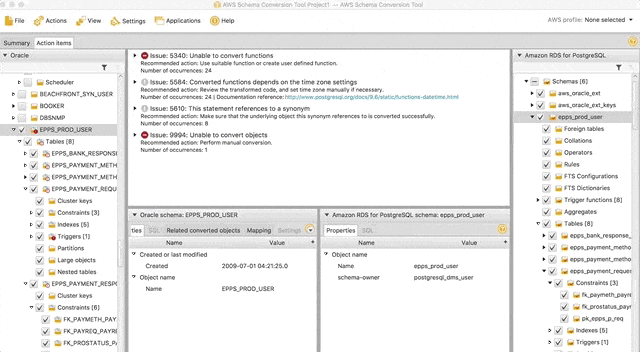 AWS Schema Conversion Tool Project1 -- AWS Schema Conversion Tool
File Actions View Settings Applications Help
AWS profile: None selected
Summary Action items
Oracle
Scheduler
BEACHFRONT_SYN_USER
BOOKER
DBSNMP
EPPS_PROD_USER
Tables [8]
EPPS_BANK_RESPONSE
EPPS_PAYMENT_METH
EPPS_PAYMENT_METH
EPPS_PAYMENT_REQU
Cluster keys
Constraints [3]
Indexes [5]
Triggers [1]
Partitions
Large objects
Nested tables
EPPS_PAYMENT_RESP
Cluster keys
Constraints [6]
FK_PAYMETH_PAYR
FK_PAYREQ_PAYRE
FK_PROSTATUS_PA
Issue: 5340: Unable to convert functions
Recommended action: Use suitable function or create user defined function.
Number of occurrences: 24
Issue: 5584: Converted functions depends on the time zone settings
Recommended action: Review the transformed code, and set time zone manually if necessary.
Number of occurrences: 24 | Documentation reference: http://www.postgresql.org/docs/9.6/static/functions-datetime.html
Issue: 5610: This statement references to a synonym
Recommended action: Make sure that the underlying object this synonym references to is converted successfully.
Number of occurrences: 8
Issue: 9994: Unable to convert objects
Recommended action: Perform manual conversion.
Number of occurrences: 1
Oracle schema: EPPS_PROD_USER
rties SQL Related converted objects Mapping Settings
Name Value +
Created or last modified
Created 2009-07-01 04:21:25.0
Object name
Name EPPS_PROD_USER
Amazon RDS for PostgreSQL schema: epps_prod_user
Properties SQL
Name Value +
Object name
Name epps_prod_user
schema-owner postgresql_dms_user
Amazon RDS for PostgreSQL
Schemas [6]
aws_oracle_ext
aws_oracle_ext_keys
epps_prod_user
Foreign tables
Collations
Operators
Rules
FTS Configurations
FTS Dictionaries
Trigger functions [8]
Aggregates
Tables [8]
epps_bank_response_
epps_payment_metho
epps_payment_metho
epps_payment_reques
Constraints [3]
fk_paymeth_payre
fk_prostatus_payr
pk_epps_p_req
Indexes [5]
Triggers [1]